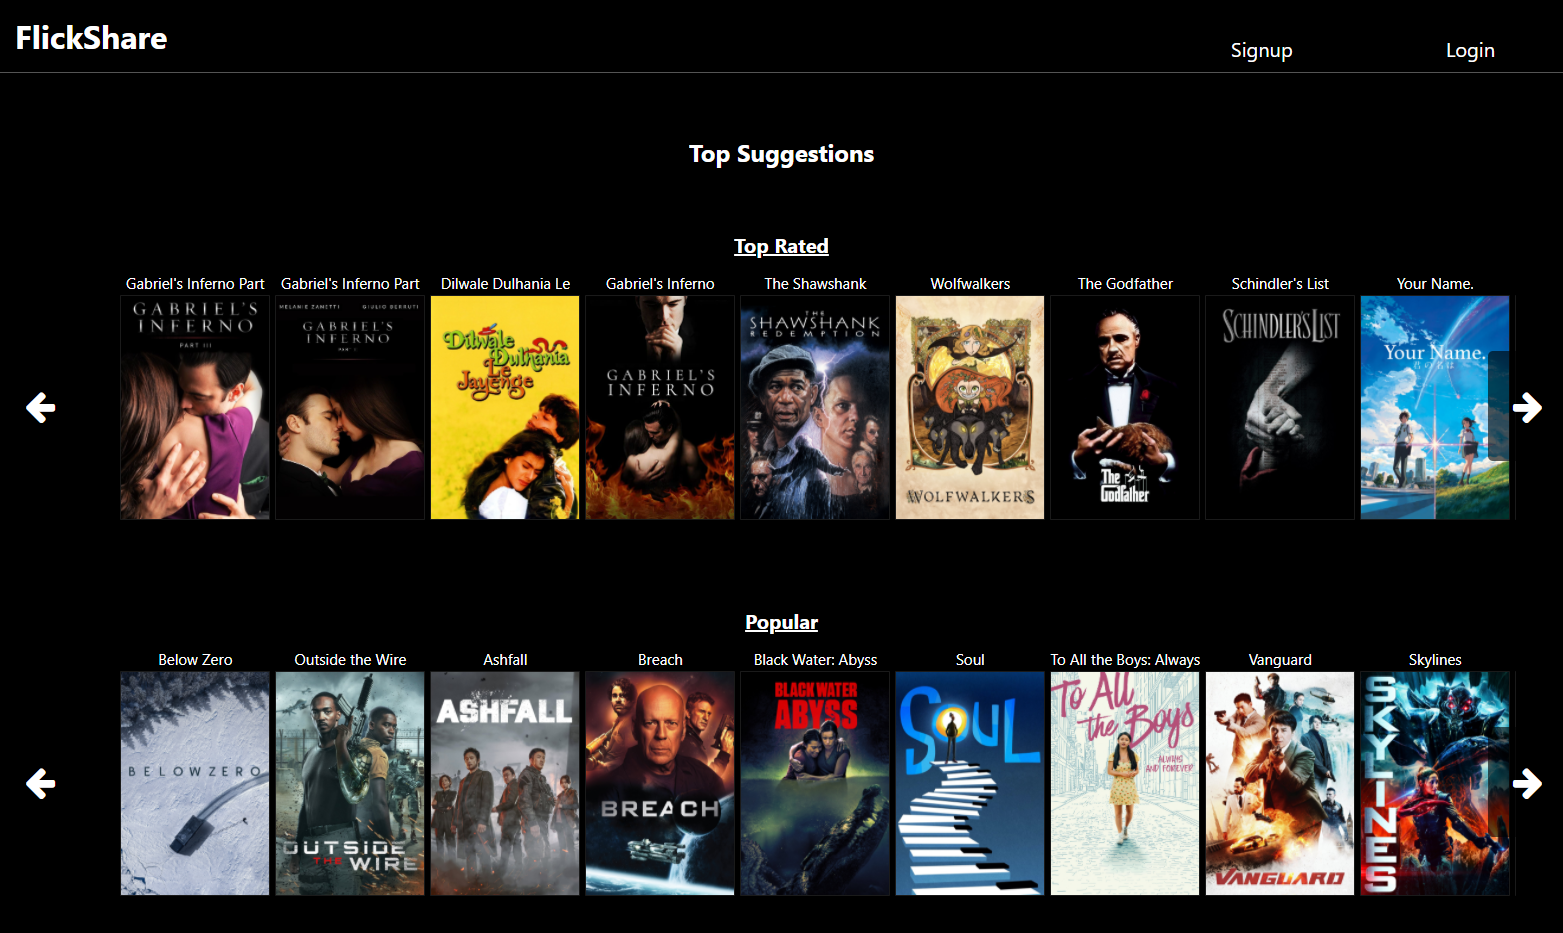 FlickShare
Signup
Login
Top Suggestions
Top Rated
Gabriel's Inferno Part
Gabriel's Inferno Part
Dilwale Dulhania Le
Gabriel's Inferno
The Shawshank
Wolfwalkers
The Godfather
Schindler's List
Your Name.
GABRIEL'S
INFERNO
PART III
MELANIE ZANETTI GIULIO BERRUTI
GABRIEL'S
INFERNO
Dilwale
Dulhania
Le
Jayenge
GABRIEL'S
INFERNO
THE
SHAWSHANK
REDEMPTION
WOLFWALKERS
The
Godfather
SCHINDLER'S LIST
Your Name.
Popular
Below Zero
Outside the Wire
Ashfall
Breach
Black Water: Abyss
Soul
To All the Boys: Always
Vanguard
Skylines
BELOW ZERO
OUTSIDE
THE WIRE
ASHFALL
BREACH
BLACK WATER
ABYSS
SOUL
To All
the Boys
ALWAYS
AND FOREVER
VANGUARD
SKYLINES